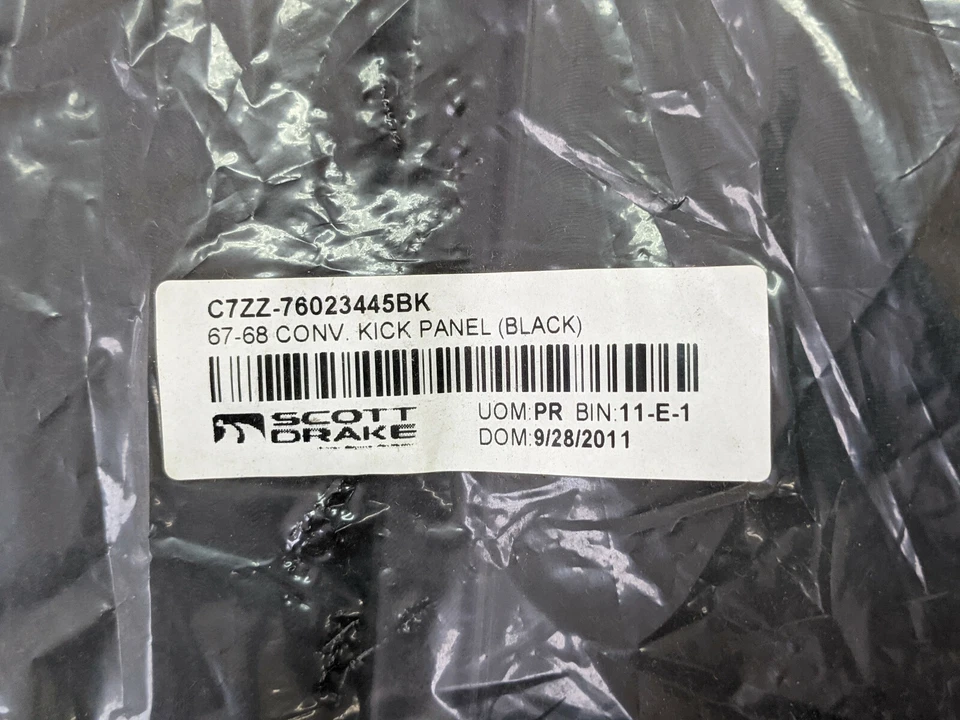 C7ZZ-76023445BK
67-68 CONV. KICK PANEL (BLACK)
SCOTT
DRAKE
UOM:PR BIN:11-E-1
DOM:9/28/2011